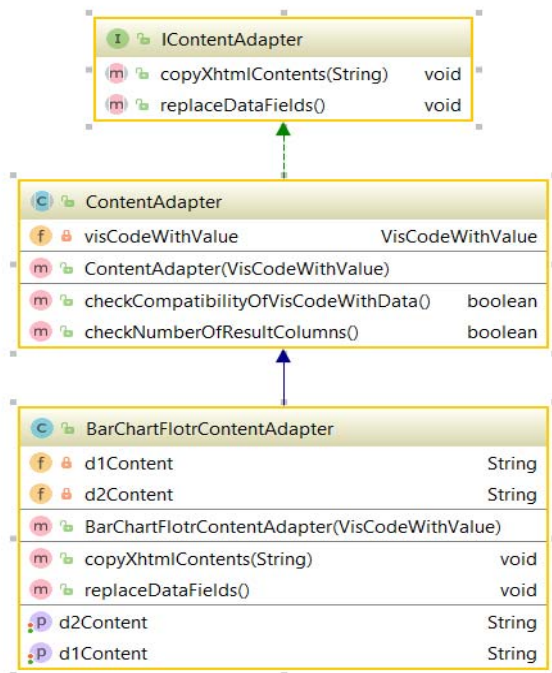 I IContentAdapter
m copyXhtmlContents(String) void
m replaceDataFields() void
C ContentAdapter
f visCodeWithValue VisCodeWithValue
m ContentAdapter(VisCodeWithValue)
m checkCompatibilityOfVisCodeWithData() boolean
m checkNumberOfResultColumns() boolean
C BarChartFlotrContentAdapter
f d1Content String
f d2Content String
m BarChartFlotrContentAdapter(VisCodeWithValue)
m copyXhtmlContents(String) void
m replaceDataFields() void
p d2Content String
p d1Content String